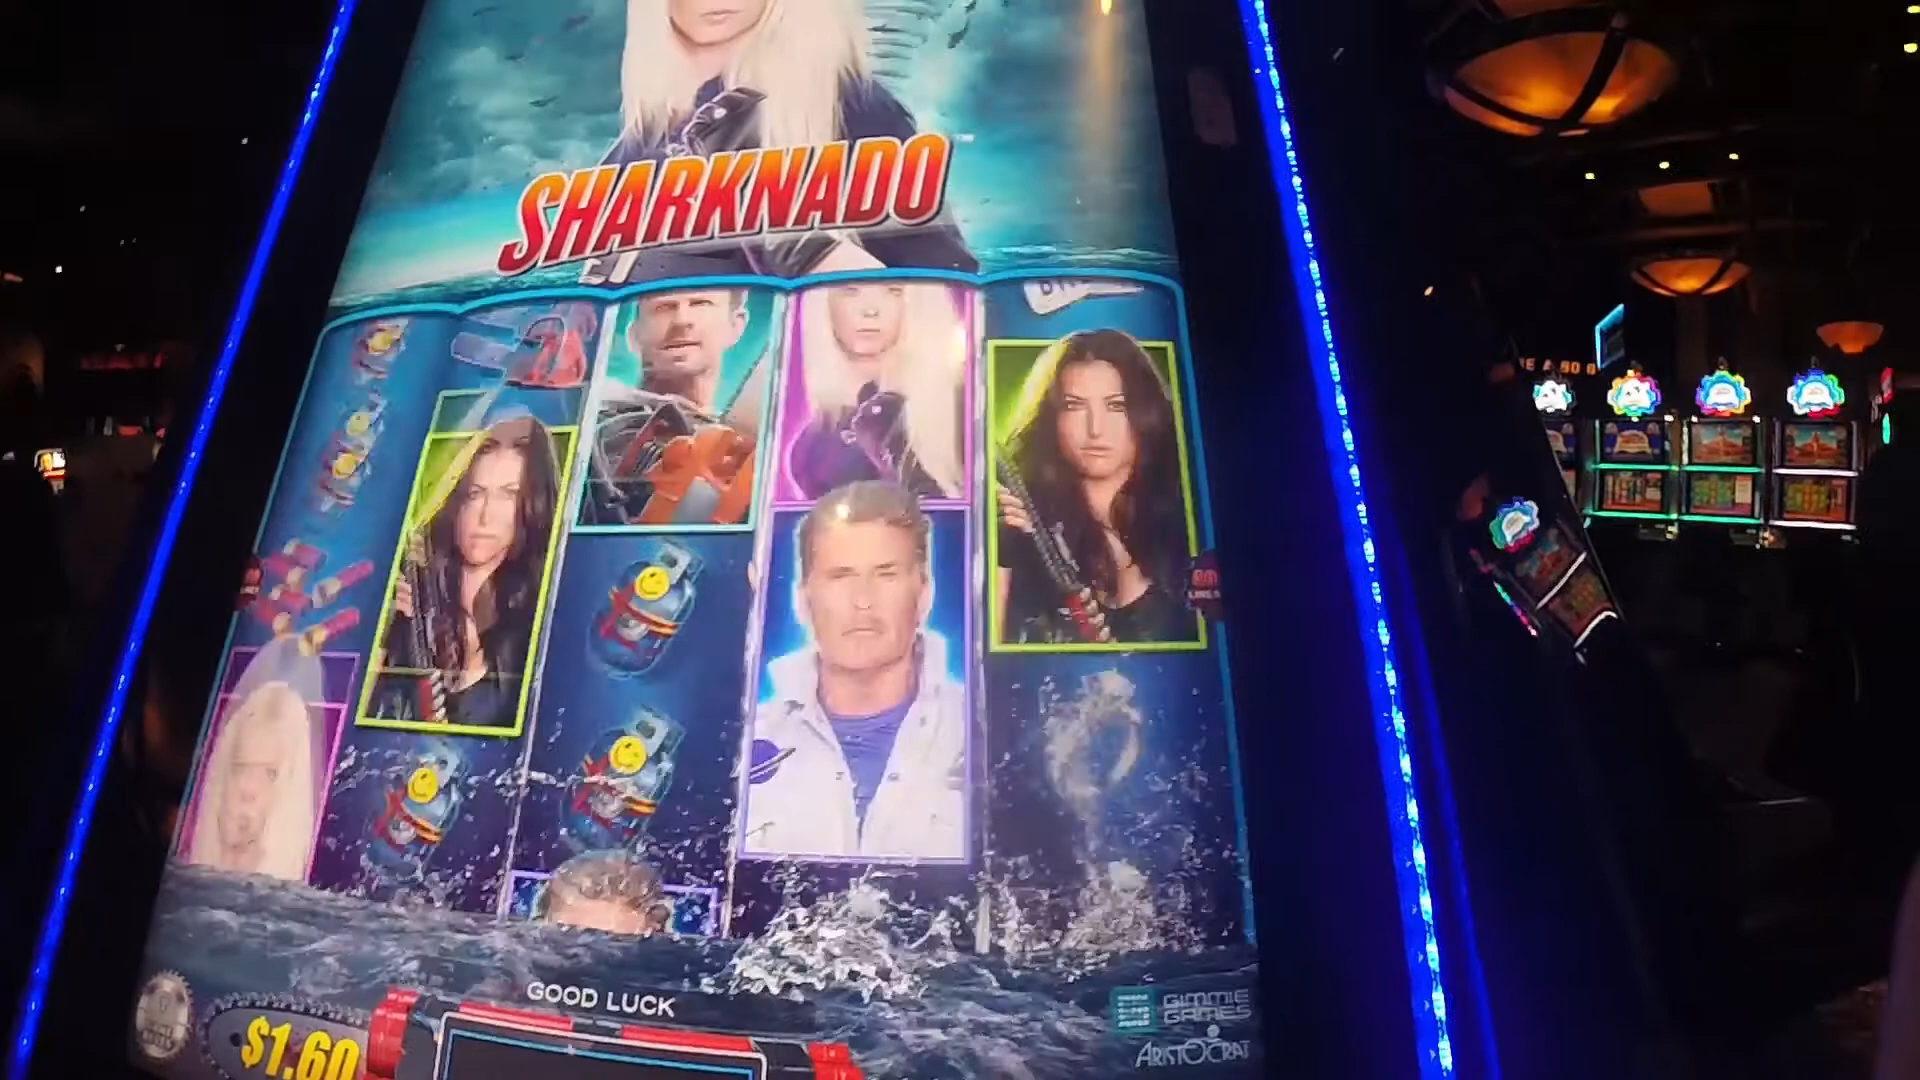 SHARKNADO
GOOD LUCK
$1.60
GIMMIE
GAMES
ARISTOCRAT